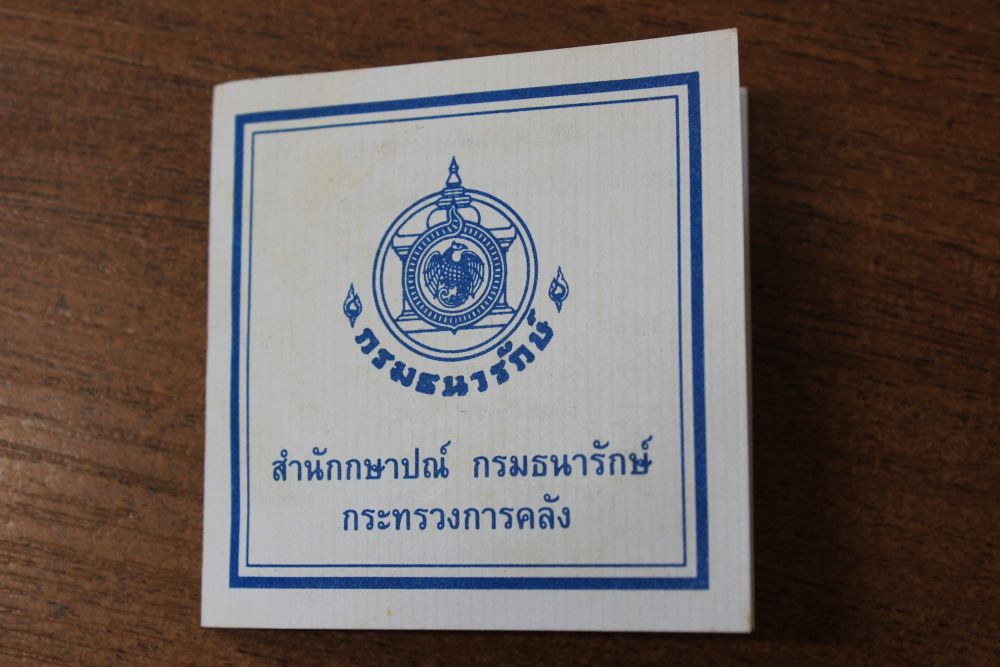 กรมธนารักษ์
สำนักกษาปณ์ กรมธนารักษ์
กระทรวงการคลัง